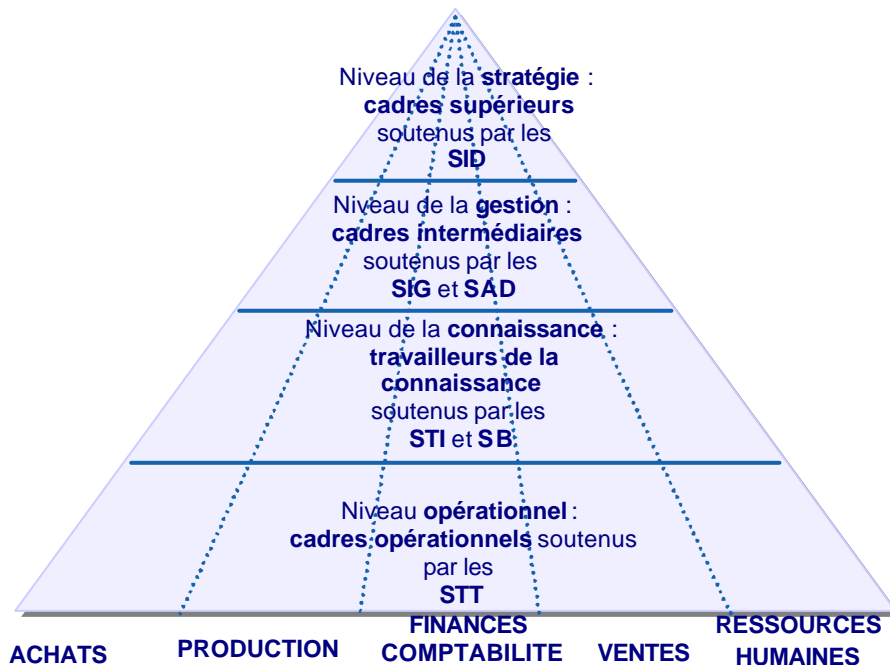 Niveau de la stratégie :
cadres supérieurs
soutenus par les
SID
Niveau de la gestion :
cadres intermédiaires
soutenus par les
SIG et SAD
Niveau de la connaissance :
travailleurs de la
connaissance
soutenus par les
STI et SB
Niveau opérationnel :
cadres opérationnels soutenus
par les
STT
ACHATS
PRODUCTION
FINANCES
COMPTABILITE
VENTES
RESSOURCES
HUMAINES